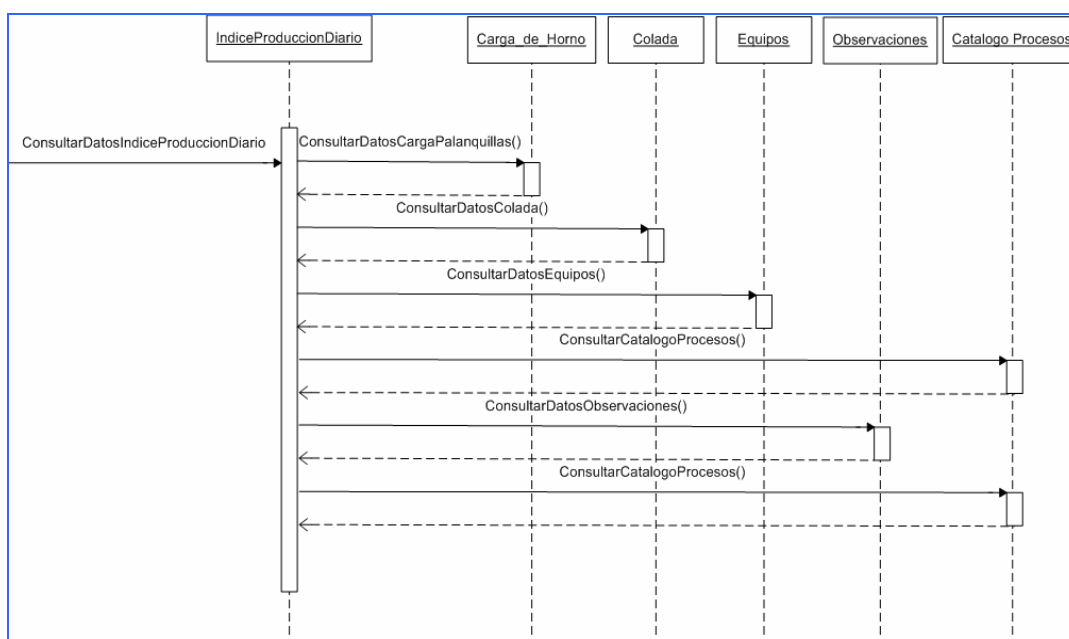 IndiceProduccionDiario
Carga_de_Horno
Colada
Equipos
Observaciones
Catalogo Procesos
ConsultarDatosIndiceProduccionDiario
ConsultarDatosCargaPalanquillas()
ConsultarDatosColada()
ConsultarDatosEquipos()
ConsultarCatalogoProcesos()
ConsultarDatosObservaciones()
ConsultarCatalogoProcesos()